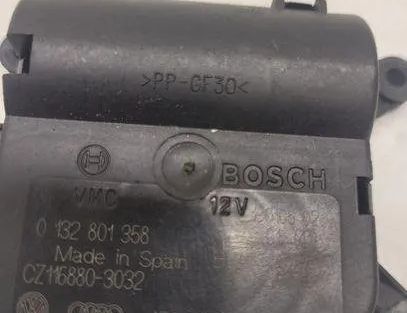 >PP-GF30<
BOSCH
VMC 12V
0 132 801 358
Made in Spain
CZ116880-3032